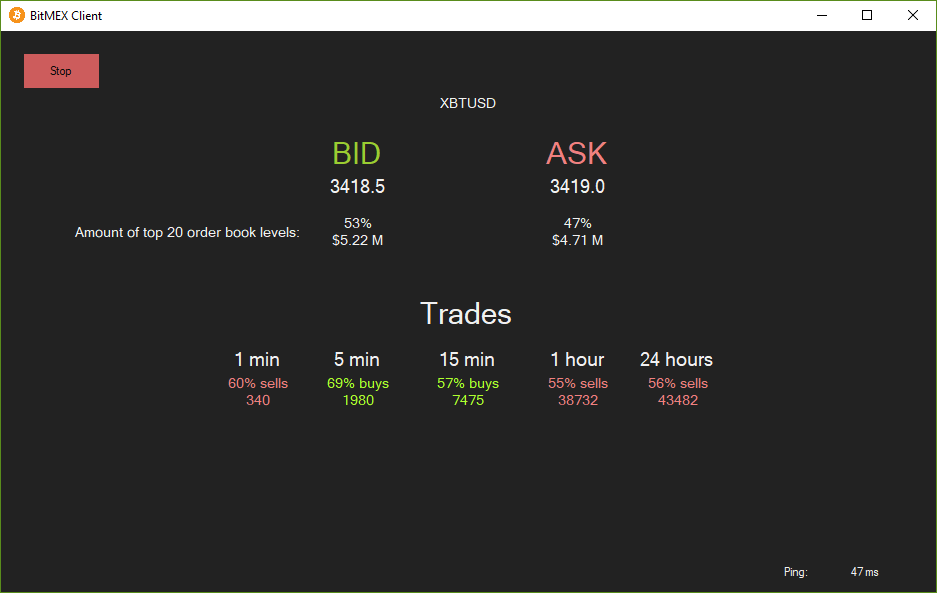 BitMEX Client
Stop
XBTUSD
BID ASK
3418.5 3419.0
Amount of top 20 order book levels:
53% 47%
$5.22 M $4.71 M
Trades
1 min 5 min 15 min 1 hour 24 hours
60% sells 69% buys 57% buys 55% sells 56% sells
340 1980 7475 38732 43482
Ping: 47 ms